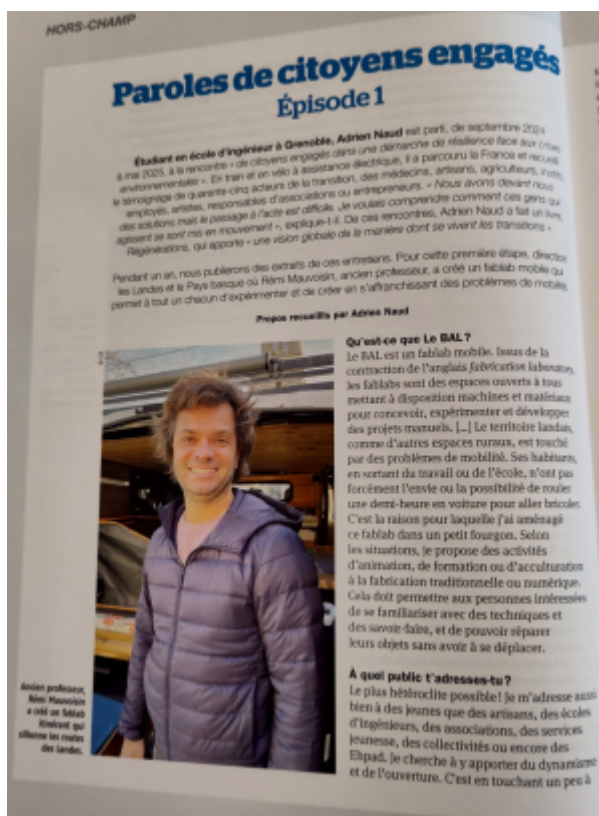 HORS-CHAMP
Paroles de citoyens engagés
Épisode 1
Étudiant en école d'ingénieur à Grenoble, Adrien Naud est parti, de septembre 2024
à mai 2025, à la rencontre « de citoyens engagés dans une démarche de résilience face aux crises
environnementales ». En train et en vélo à assistance électrique, il a parcouru la France et recueilli
le témoignage de quarante-cinq acteurs de la transition, des médecins, artisans, agriculteurs,
employés, artistes, responsables d'associations ou entrepreneurs. « Nous avons devant nous
des solutions mais le passage à l'acte est difficile. Je voulais comprendre comment ces gens qui
agissent se sont mis en mouvement », explique-t-il. De ces rencontres, Adrien Naud a fait un livre,
Régénérations, qui apporte « une vision globale de la manière dont se vivent les transitions ».
Pendant un an, nous publierons des extraits de ces entretiens. Pour cette première étape, direction
les Landes et le Pays basque où Rémi Mauvoisin, ancien professeur, a créé un fablab mobile qui
permet à tout un chacun d'expérimenter et de créer en s'affranchissant des problèmes de mobilité.
Propos recueillis par Adrien Naud
Qu'est-ce que Le BAL ?
Le BAL est un fablab mobile. Issus de la
contraction de l'anglais fabrication laboratory,
les fablabs sont des espaces ouverts à tous
mettant à disposition machines et matériaux
pour concevoir, expérimenter et développer
des projets manuels. [...] Le territoire landais,
comme d'autres espaces ruraux, est touché
par des problèmes de mobilité. Ses habitants,
en sortant du travail ou de l'école, n'ont pas
forcément l'envie ou la possibilité de rouler
une demi-heure en voiture pour aller bricoler.
C'est la raison pour laquelle j'ai aménagé
ce fablab dans un petit fourgon. Selon
les situations, je propose des activités
d'animation, de formation ou d'acculturation
à la fabrication traditionnelle ou numérique.
Cela doit permettre aux personnes intéressées
de se familiariser avec des techniques et
des savoir-faire, et de pouvoir réparer
leurs objets sans avoir à se déplacer.
À quel public t'adresses-tu ?
Le plus hétéroclite possible ! Je m'adresse aussi
bien à des jeunes que des artisans, des écoles
d'ingénieurs, des associations, des services
jeunesse, des collectivités ou encore des
Ehpad. Je cherche à y apporter du dynamisme
et de l'ouverture. C'est en touchant un peu à
Ancien professeur,
Rémi Mauvoisin
a créé un fablab
itinérant qui
sillonne les routes
des Landes.